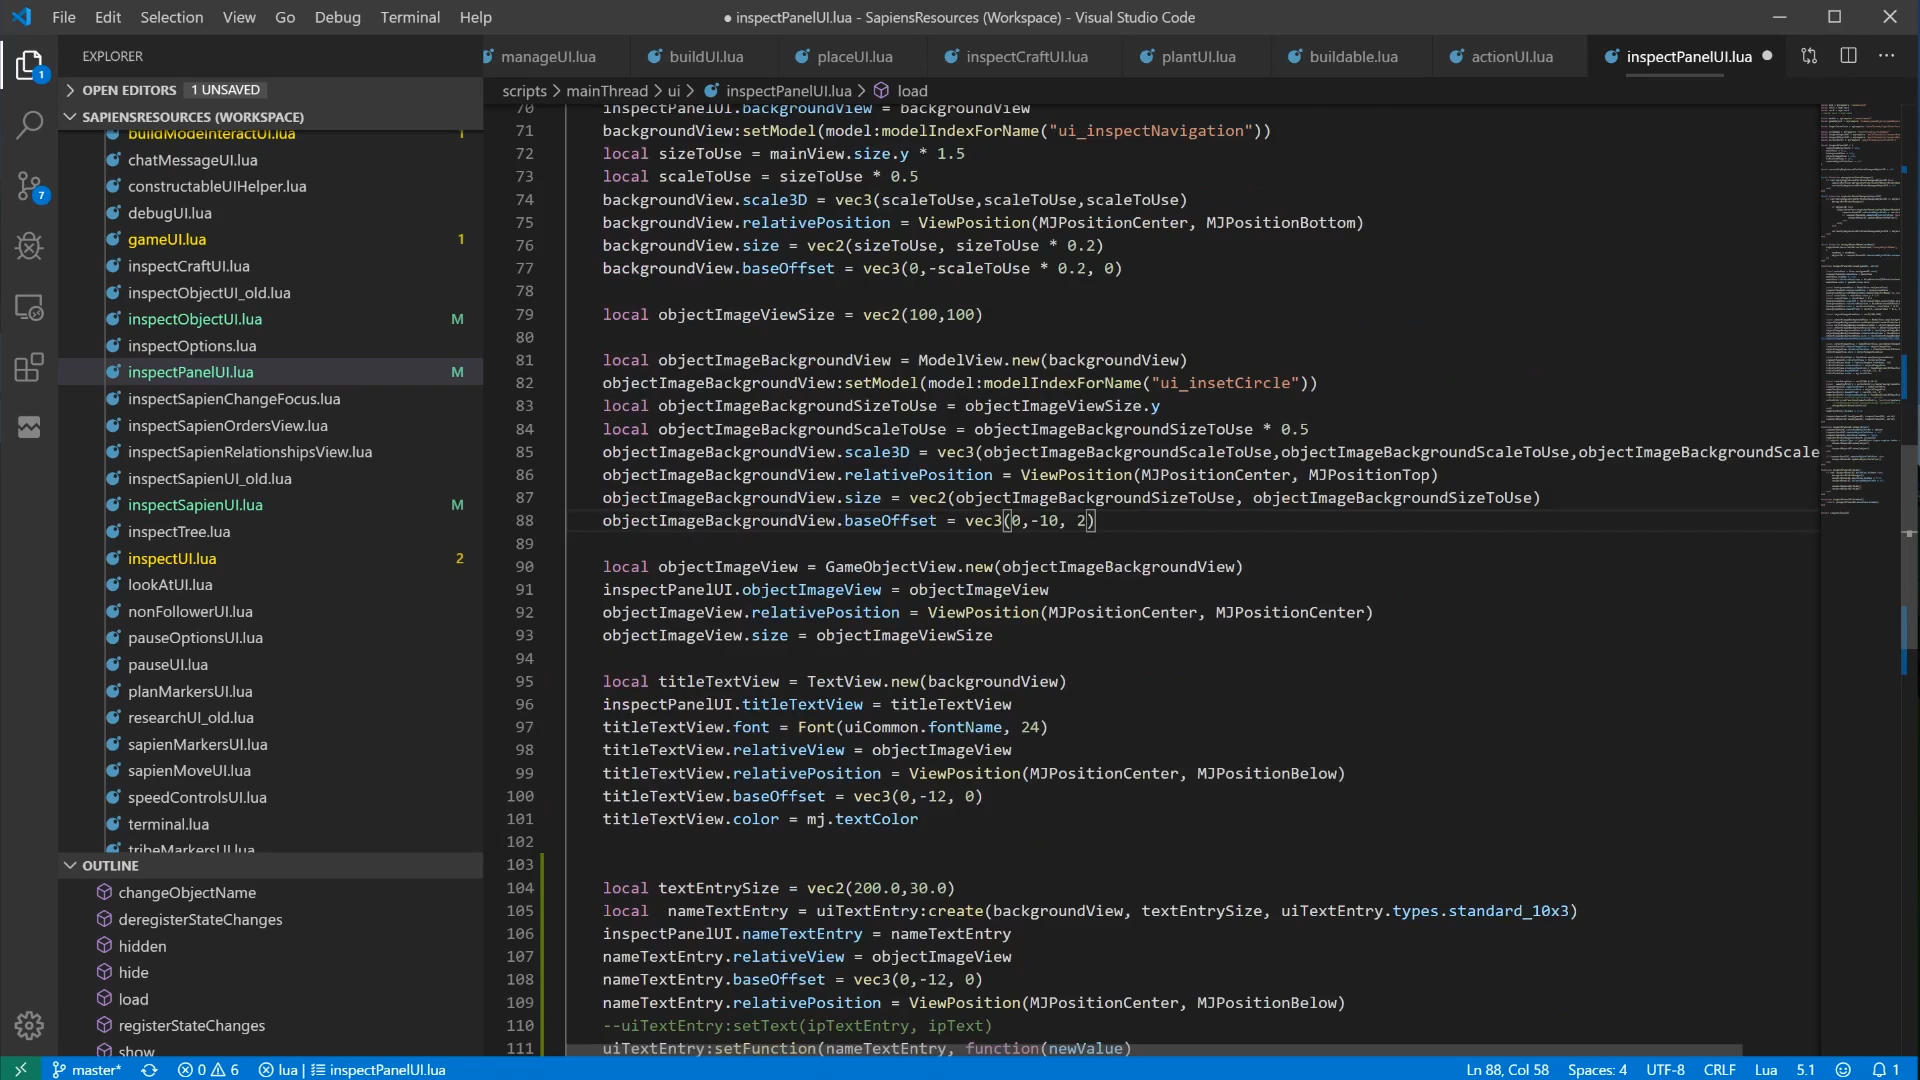 File Edit Selection View Go Debug Terminal Help
● inspectPanelUI.lua - SapiensResources (Workspace) - Visual Studio Code
EXPLORER
manageUI.lua buildUI.lua placeUI.lua inspectCraftUI.lua plantUI.lua buildable.lua actionUI.lua inspectPanelUI.lua
OPEN EDITORS 1 UNSAVED
SAPIENSRESOURCES (WORKSPACE)
buildModeInteractUI.lua 1
chatMessageUI.lua
constructableUIHelper.lua
debugUI.lua
gameUI.lua 1
inspectCraftUI.lua
inspectObjectUI_old.lua
inspectObjectUI.lua M
inspectOptions.lua
inspectPanelUI.lua M
inspectSapienChangeFocus.lua
inspectSapienOrdersView.lua
inspectSapienRelationshipsView.lua
inspectSapienUI_old.lua
inspectSapienUI.lua M
inspectTree.lua
inspectUI.lua 2
lookAtUI.lua
nonFollowerUI.lua
pauseOptionsUI.lua
pauseUI.lua
planMarkersUI.lua
researchUI_old.lua
sapienMarkersUI.lua
sapienMoveUI.lua
speedControlsUI.lua
terminal.lua
tribeMarkersUI.lua
OUTLINE
changeObjectName
deregisterStateChanges
hidden
hide
load
registerStateChanges
show
1
7
scripts > mainThread > ui > inspectPanelUI.lua > load
70 inspectPanelUI.backgroundView = backgroundView
71 backgroundView:setModel(model:modelIndexForName("ui_inspectNavigation"))
72 local sizeToUse = mainView.size.y * 1.5
73 local scaleToUse = sizeToUse * 0.5
74 backgroundView.scale3D = vec3(scaleToUse,scaleToUse,scaleToUse)
75 backgroundView.relativePosition = ViewPosition(MJPositionCenter, MJPositionBottom)
76 backgroundView.size = vec2(sizeToUse, sizeToUse * 0.2)
77 backgroundView.baseOffset = vec3(0,-scaleToUse * 0.2, 0)
78
79 local objectImageViewSize = vec2(100,100)
80
81 local objectImageBackgroundView = ModelView.new(backgroundView)
82 objectImageBackgroundView:setModel(model:modelIndexForName("ui_insetCircle"))
83 local objectImageBackgroundSizeToUse = objectImageViewSize.y
84 local objectImageBackgroundScaleToUse = objectImageBackgroundSizeToUse * 0.5
85 objectImageBackgroundView.scale3D = vec3(objectImageBackgroundScaleToUse,objectImageBackgroundScaleToUse,objectImageBackgroundScale
86 objectImageBackgroundView.relativePosition = ViewPosition(MJPositionCenter, MJPositionTop)
87 objectImageBackgroundView.size = vec2(objectImageBackgroundSizeToUse, objectImageBackgroundSizeToUse)
88 objectImageBackgroundView.baseOffset = vec3(0,-10, 2)
89
90 local objectImageView = GameObjectView.new(objectImageBackgroundView)
91 inspectPanelUI.objectImageView = objectImageView
92 objectImageView.relativePosition = ViewPosition(MJPositionCenter, MJPositionCenter)
93 objectImageView.size = objectImageViewSize
94
95 local titleTextView = TextView.new(backgroundView)
96 inspectPanelUI.titleTextView = titleTextView
97 titleTextView.font = Font(uiCommon.fontName, 24)
98 titleTextView.relativeView = objectImageView
99 titleTextView.relativePosition = ViewPosition(MJPositionCenter, MJPositionBelow)
100 titleTextView.baseOffset = vec3(0,-12, 0)
101 titleTextView.color = mj.textColor
102
103
104 local textEntrySize = vec2(200.0,30.0)
105 local  nameTextEntry = uiTextEntry:create(backgroundView, textEntrySize, uiTextEntry.types.standard_10x3)
106 inspectPanelUI.nameTextEntry = nameTextEntry
107 nameTextEntry.relativeView = objectImageView
108 nameTextEntry.baseOffset = vec3(0,-12, 0)
109 nameTextEntry.relativePosition = ViewPosition(MJPositionCenter, MJPositionBelow)
110 --uiTextEntry:setText(ipTextEntry, ipText)
111 uiTextEntry:setFunction(nameTextEntry, function(newValue)
master* 0 6 lua | inspectPanelUI.lua Ln 88, Col 58 Spaces: 4 UTF-8 CRLF Lua 5.1 1